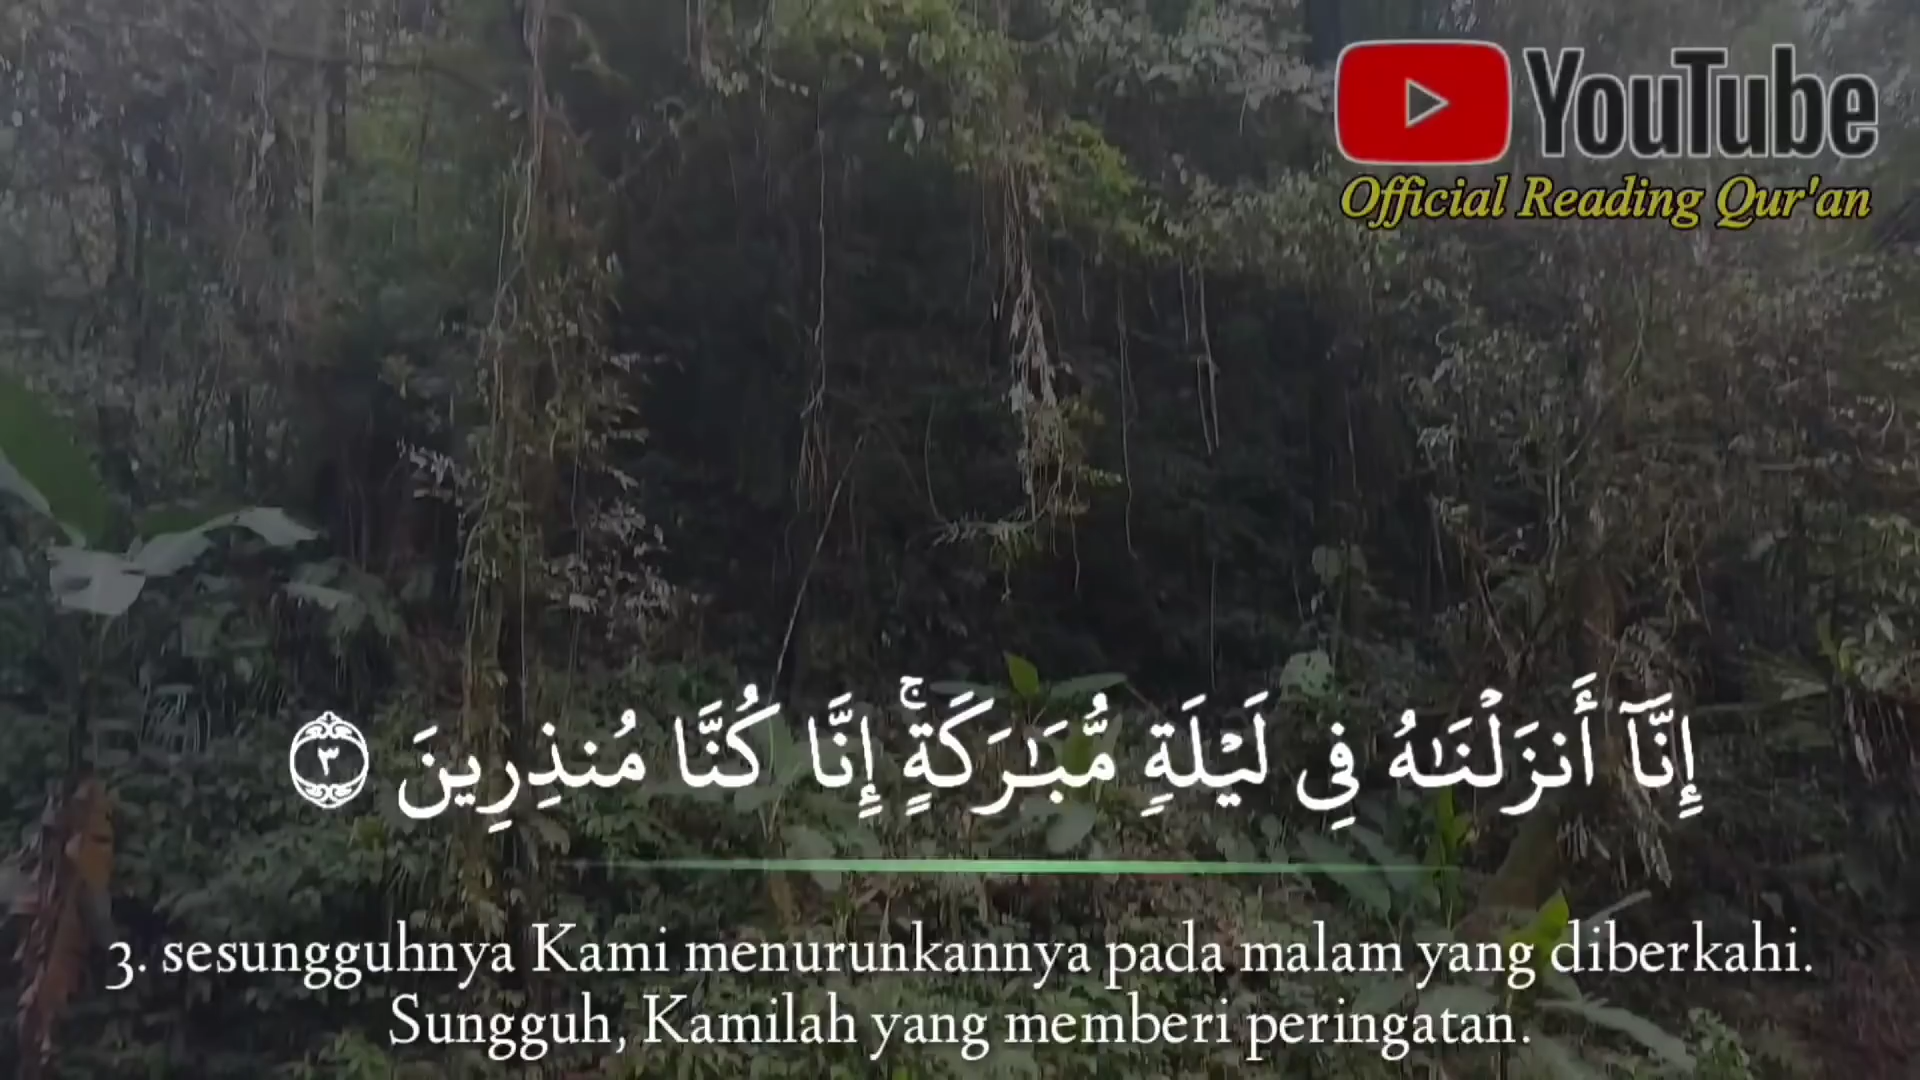 YouTube
Official Reading Qur'an
إِنَّآ أَنزَلْنَـٰهُ فِى لَيْلَةٍ مُّبَـٰرَكَةٍ ۚ إِنَّا كُنَّا مُنذِرِينَ ٣
3. sesungguhnya Kami menurunkannya pada malam yang diberkahi.
Sungguh, Kamilah yang memberi peringatan.